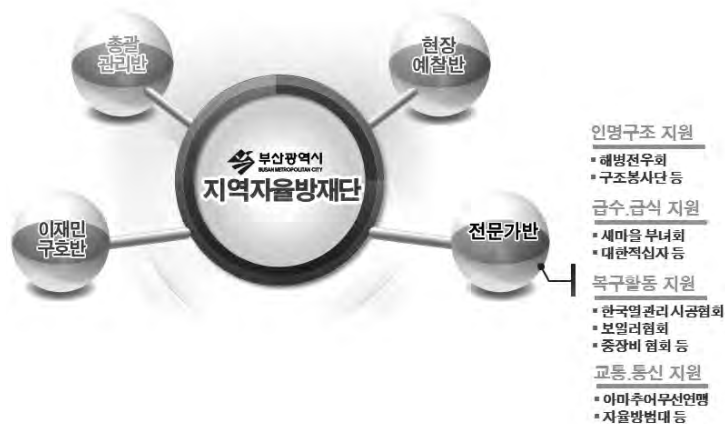 총괄
관리반
현장
예찰반
부산광역시
BUSAN METROPOLITAN CITY
지역자율방재단
이재민
구호반
전문가반
인명구조 지원
▪ 해병전우회
▪ 구조봉사단 등
급수.급식 지원
▪ 새마을 부녀회
▪ 대한적십자 등
복구활동 지원
▪ 한국열관리시공협회
▪ 보일러협회
▪ 중장비 협회 등
교통.통신 지원
▪ 아마추어무선연맹
▪ 자율방범대 등